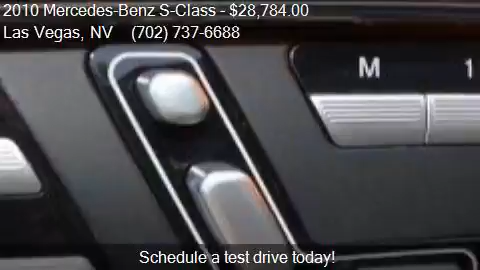 2010 Mercedes-Benz S-Class - $28,784.00
Las Vegas, NV (702) 737-6688
M 1
Schedule a test drive today!